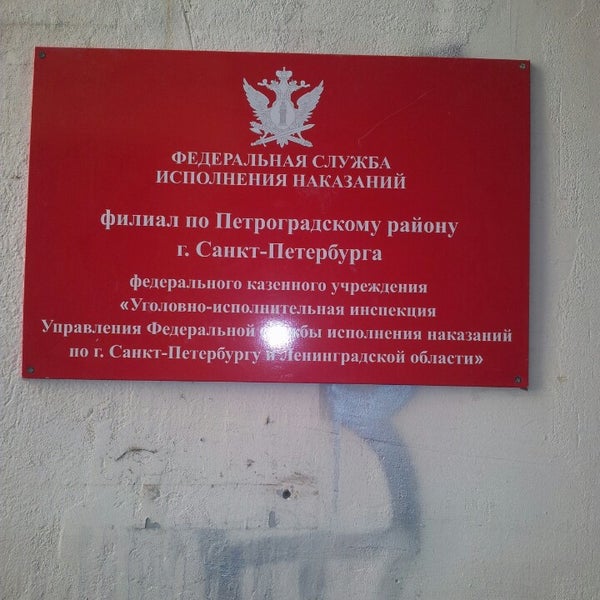 ФЕДЕРАЛЬНАЯ СЛУЖБА
ИСПОЛНЕНИЯ НАКАЗАНИЙ
филиал по Петроградскому району
г. Санкт-Петербурга
федерального казенного учреждения
«Уголовно-исполнительная инспекция
Управления Федеральной службы исполнения наказаний
по г. Санкт-Петербургу и Ленинградской области»